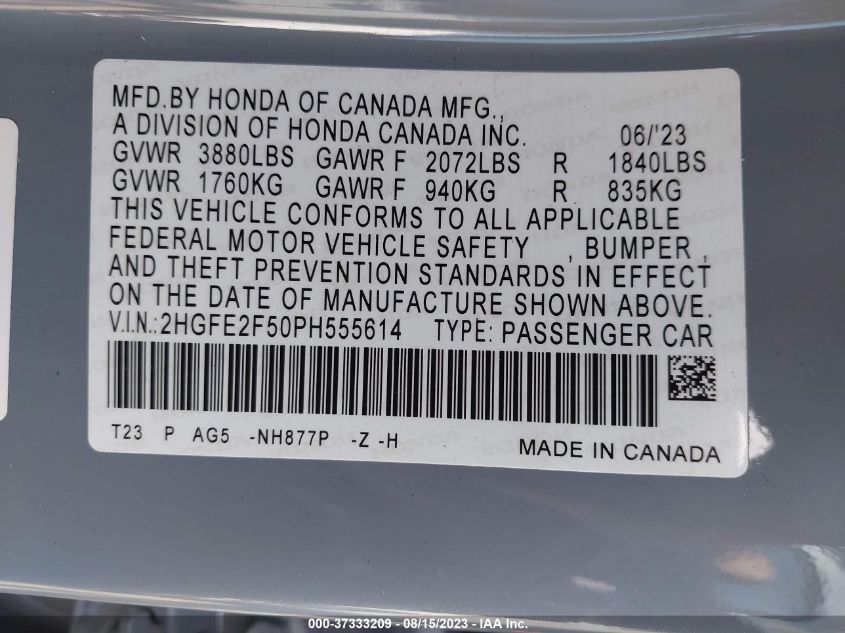 MFD.BY HONDA OF CANADA MFG.,
A DIVISION OF HONDA CANADA INC. 06/'23
GVWR 3880LBS GAWR F 2072LBS R 1840LBS
GVWR 1760KG GAWR F 940KG R 835KG
THIS VEHICLE CONFORMS TO ALL APPLICABLE
FEDERAL MOTOR VEHICLE SAFETY , BUMPER ,
AND THEFT PREVENTION STANDARDS IN EFFECT
ON THE DATE OF MANUFACTURE SHOWN ABOVE.
V.I.N.:2HGFE2F50PH555614 TYPE: PASSENGER CAR
T23 P AG5 -NH877P -Z -H
MADE IN CANADA
000-37333209 - 08/15/2023 - IAA Inc.